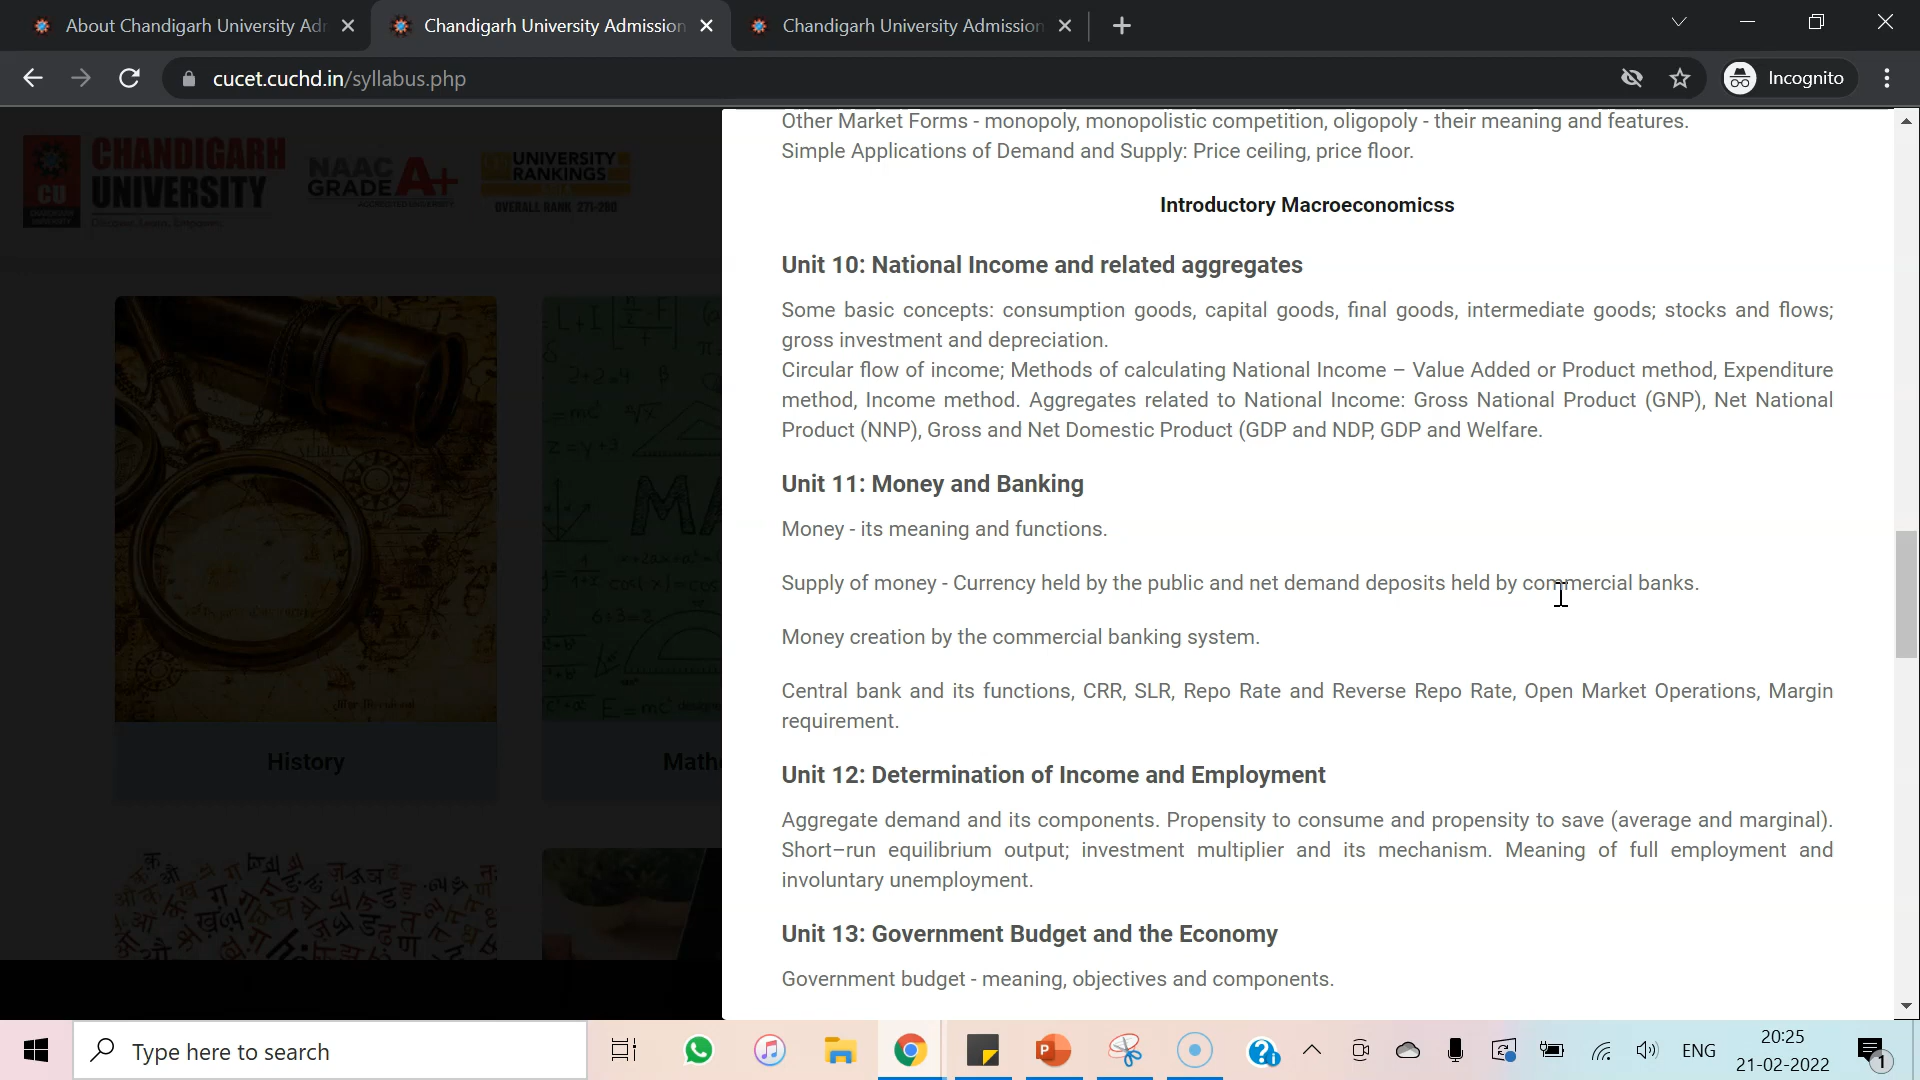 About Chandigarh University Adr
Chandigarh University Admission
Chandigarh University Admission
cucet.cuchd.in/syllabus.php
Incognito
CHANDIGARH
UNIVERSITY
CU
Discover. Learn. Empower.
NAAC
GRADE A+
ACCREDITED UNIVERSITY
UNIVERSITY
RANKINGS
OVERALL RANK 271-280
Other Market Forms - monopoly, monopolistic competition, oligopoly - their meaning and features.
Simple Applications of Demand and Supply: Price ceiling, price floor.
Introductory Macroeconomicss
Unit 10: National Income and related aggregates
Some basic concepts: consumption goods, capital goods, final goods, intermediate goods; stocks and flows;
gross investment and depreciation.
Circular flow of income; Methods of calculating National Income – Value Added or Product method, Expenditure
method, Income method. Aggregates related to National Income: Gross National Product (GNP), Net National
Product (NNP), Gross and Net Domestic Product (GDP and NDP, GDP and Welfare.
Unit 11: Money and Banking
Money - its meaning and functions.
Supply of money - Currency held by the public and net demand deposits held by commercial banks.
Money creation by the commercial banking system.
Central bank and its functions, CRR, SLR, Repo Rate and Reverse Repo Rate, Open Market Operations, Margin
requirement.
Unit 12: Determination of Income and Employment
Aggregate demand and its components. Propensity to consume and propensity to save (average and marginal).
Short–run equilibrium output; investment multiplier and its mechanism. Meaning of full employment and
involuntary unemployment.
Unit 13: Government Budget and the Economy
Government budget - meaning, objectives and components.
History
Math
Type here to search
ENG
20:25
21-02-2022
1